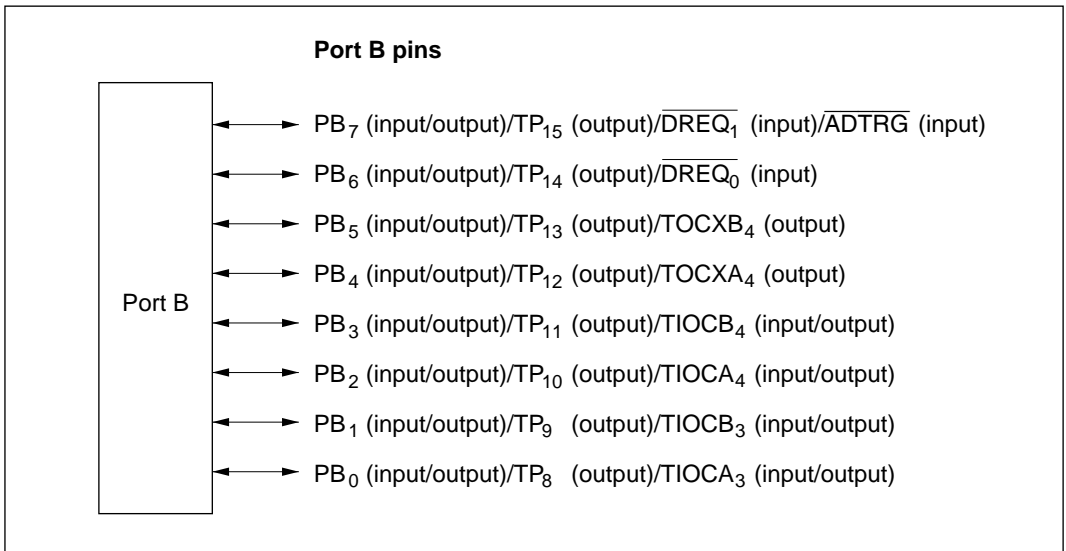 Port B pins
Port B
PB₇ (input/output)/TP₁₅ (output)/D̅R̅E̅Q̅₁̅ (input)/A̅D̅T̅R̅G̅ (input)
PB₆ (input/output)/TP₁₄ (output)/D̅R̅E̅Q̅₀̅ (input)
PB₅ (input/output)/TP₁₃ (output)/TOCXB₄ (output)
PB₄ (input/output)/TP₁₂ (output)/TOCXA₄ (output)
PB₃ (input/output)/TP₁₁ (output)/TIOCB₄ (input/output)
PB₂ (input/output)/TP₁₀ (output)/TIOCA₄ (input/output)
PB₁ (input/output)/TP₉ (output)/TIOCB₃ (input/output)
PB₀ (input/output)/TP₈ (output)/TIOCA₃ (input/output)